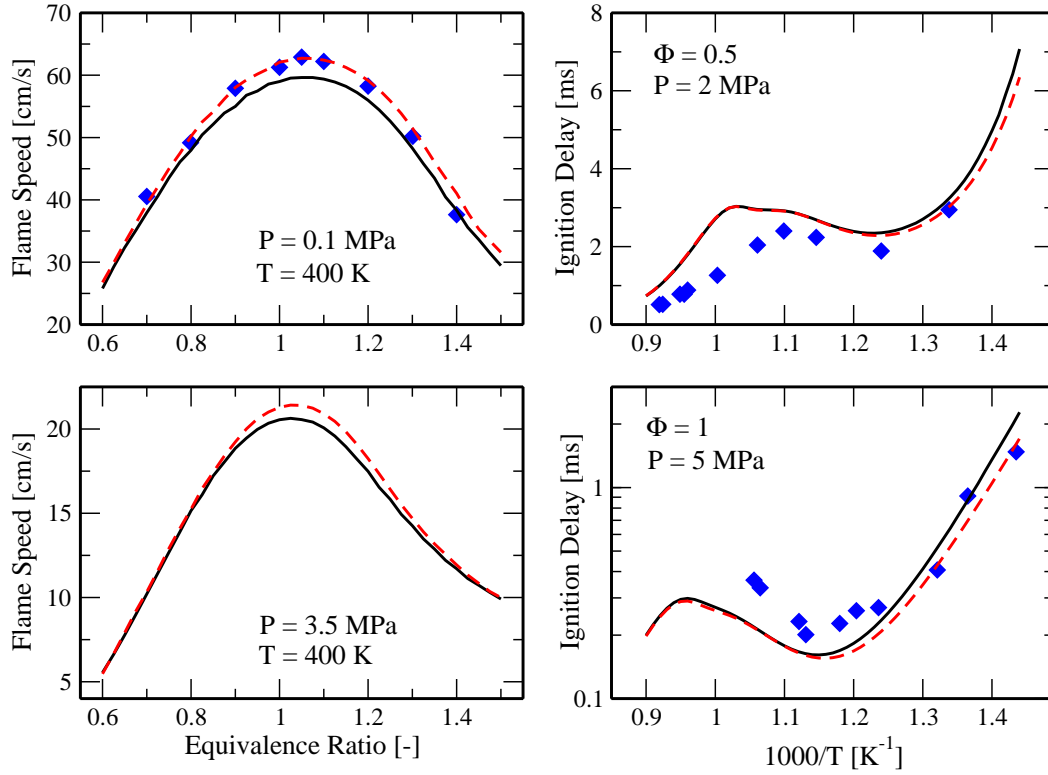 70
60
50
40
30
20
Flame Speed [cm/s]
P = 0.1 MPa
T = 400 K
0.6
0.8
1
1.2
1.4
8
6
4
2
0
Ignition Delay [ms]
Φ = 0.5
P = 2 MPa
0.9
1
1.1
1.2
1.3
1.4
20
15
10
5
Flame Speed [cm/s]
P = 3.5 MPa
T = 400 K
0.6
0.8
1
1.2
1.4
Equivalence Ratio [-]
1
0.1
Ignition Delay [ms]
Φ = 1
P = 5 MPa
0.9
1
1.1
1.2
1.3
1.4
1000/T [K⁻¹]